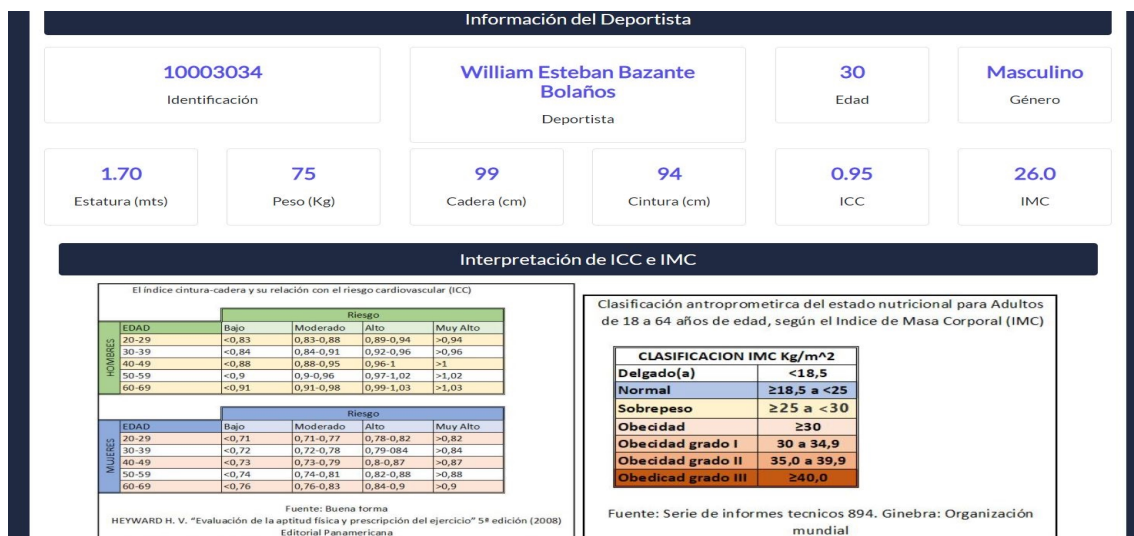 Información del Deportista
10003034
Identificación
William Esteban Bazante
Bolaños
Deportista
30
Edad
Masculino
Género
1.70
Estatura (mts)
75
Peso (Kg)
99
Cadera (cm)
94
Cintura (cm)
0.95
ICC
26.0
IMC
Interpretación de ICC e IMC
El índice cintura-cadera y su relación con el riesgo cardiovascular (ICC)
Riesgo
EDAD Bajo Moderado Alto Muy Alto
HOMBRES
20-29 <0,83 0,83-0,88 0,89-0,94 >0,94
30-39 <0,84 0,84-0,91 0,92-0,96 >0,96
40-49 <0,88 0,88-0,95 0,96-1 >1
50-59 <0,9 0,9-0,96 0,97-1,02 >1,02
60-69 <0,91 0,91-0,98 0,99-1,03 >1,03
Riesgo
EDAD Bajo Moderado Alto Muy Alto
MUJERES
20-29 <0,71 0,71-0,77 0,78-0,82 >0,82
30-39 <0,72 0,72-0,78 0,79-084 >0,84
40-49 <0,73 0,73-0,79 0,8-0,87 >0,87
50-59 <0,74 0,74-0,81 0,82-0,88 >0,88
60-69 <0,76 0,76-0,83 0,84-0,9 >0,9
Fuente: Buena forma
HEYWARD H. V. "Evaluación de la aptitud física y prescripción del ejercicio" 5ª edición (2008)
Editorial Panamericana
Clasificación antroprometirca del estado nutricional para Adultos
de 18 a 64 años de edad, según el Indice de Masa Corporal (IMC)
CLASIFICACION IMC Kg/m^2
Delgado(a) <18,5
Normal ≥18,5 a <25
Sobrepeso ≥25 a <30
Obecidad ≥30
Obecidad grado I 30 a 34,9
Obecidad grado II 35,0 a 39,9
Obedicad grado III ≥40,0
Fuente: Serie de informes tecnicos 894. Ginebra: Organización
mundial